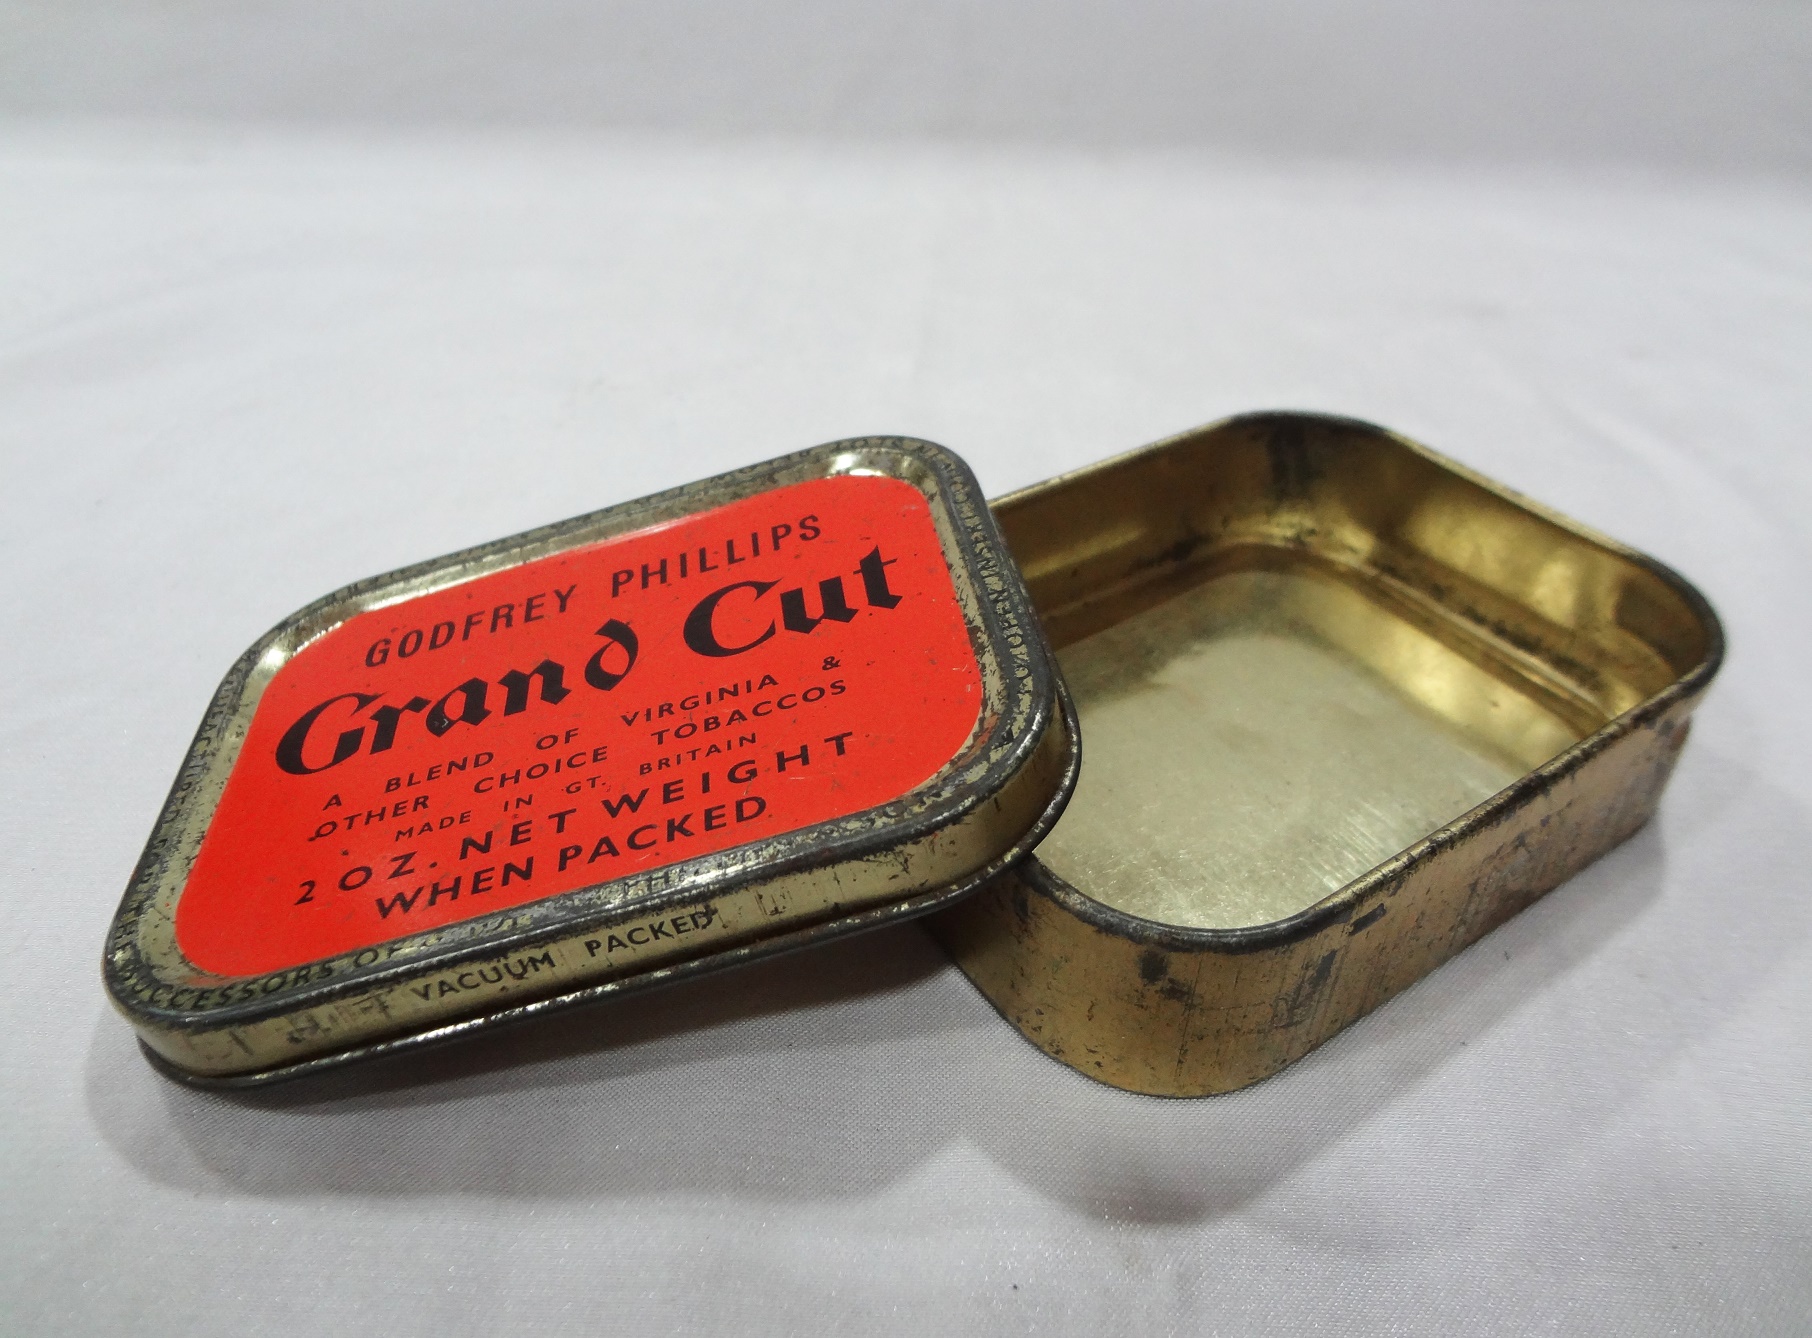 GODFREY PHILLIPS
Grand Cut
A BLEND OF VIRGINIA &
OTHER CHOICE TOBACCOS
MADE IN GT. BRITAIN
2 OZ. NET WEIGHT
WHEN PACKED
SUCCESSORS OF
VACUUM PACKED